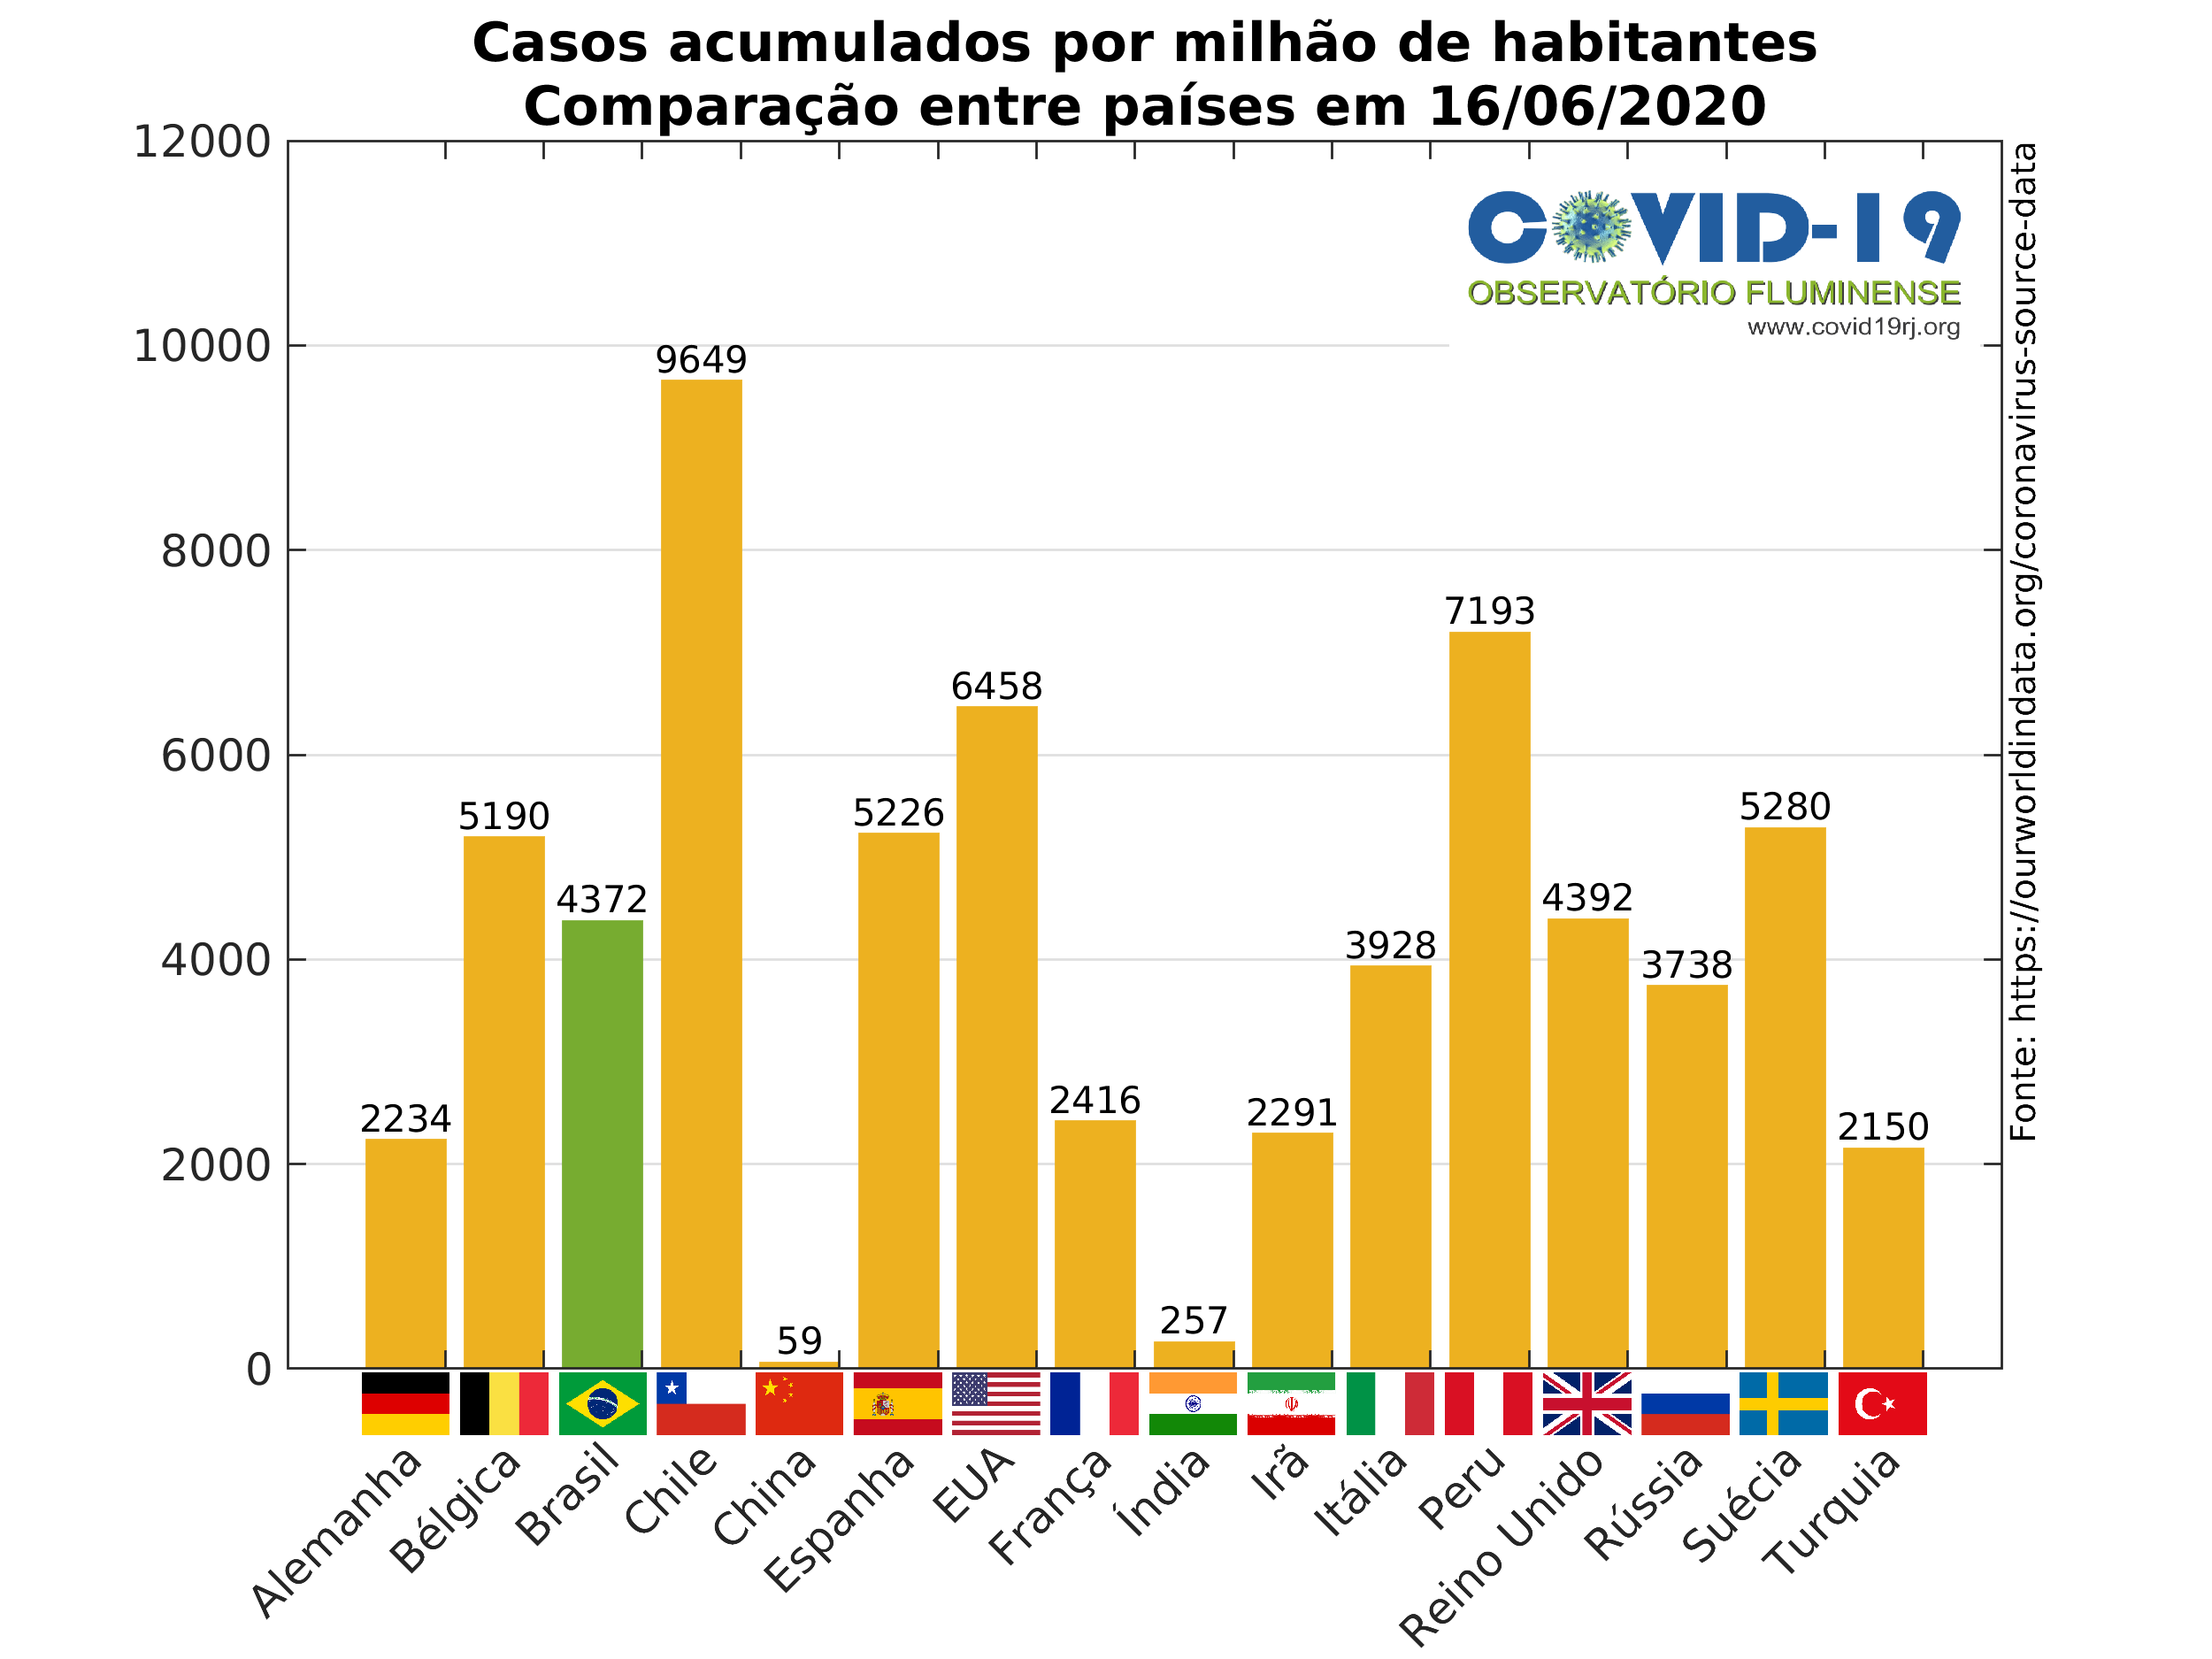 Casos acumulados por milhão de habitantes
Comparação entre países em 16/06/2020
12000
10000
8000
6000
4000
2000
0
COVID-19
OBSERVATÓRIO FLUMINENSE
www.covid19rj.org
Fonte: https://ourworldindata.org/coronavirus-source-data
2234
5190
4372
9649
59
5226
6458
2416
257
2291
3928
7193
4392
3738
5280
2150
Alemanha
Bélgica
Brasil
Chile
China
Espanha
EUA
França
Índia
Irã
Itália
Peru
Reino Unido
Rússia
Suécia
Turquia